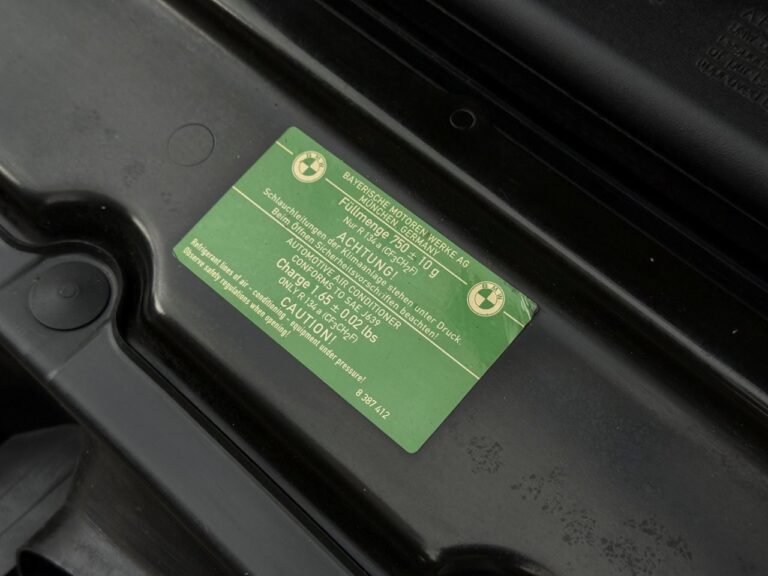 BAYERISCHE MOTOREN WERKE AG
MÜNCHEN GERMANY
Füllmenge 750 ± 10g
Nur R 134 a (CF3CH2F)
ACHTUNG!
Schlauchleitungen der Klimaanlage stehen unter Druck.
Beim Öffnen Sicherheitsvorschriften beachten!
AUTOMOTIVE AIR CONDITIONER
CONFORMS TO SAE J639
Charge 1.65 ± 0.02 lbs
ONLY R 134 a (CF3CH2F)
CAUTION!
Refrigerant lines of air - conditioning - equipment under pressure!
Observe safety regulations when opening!
8 387 412